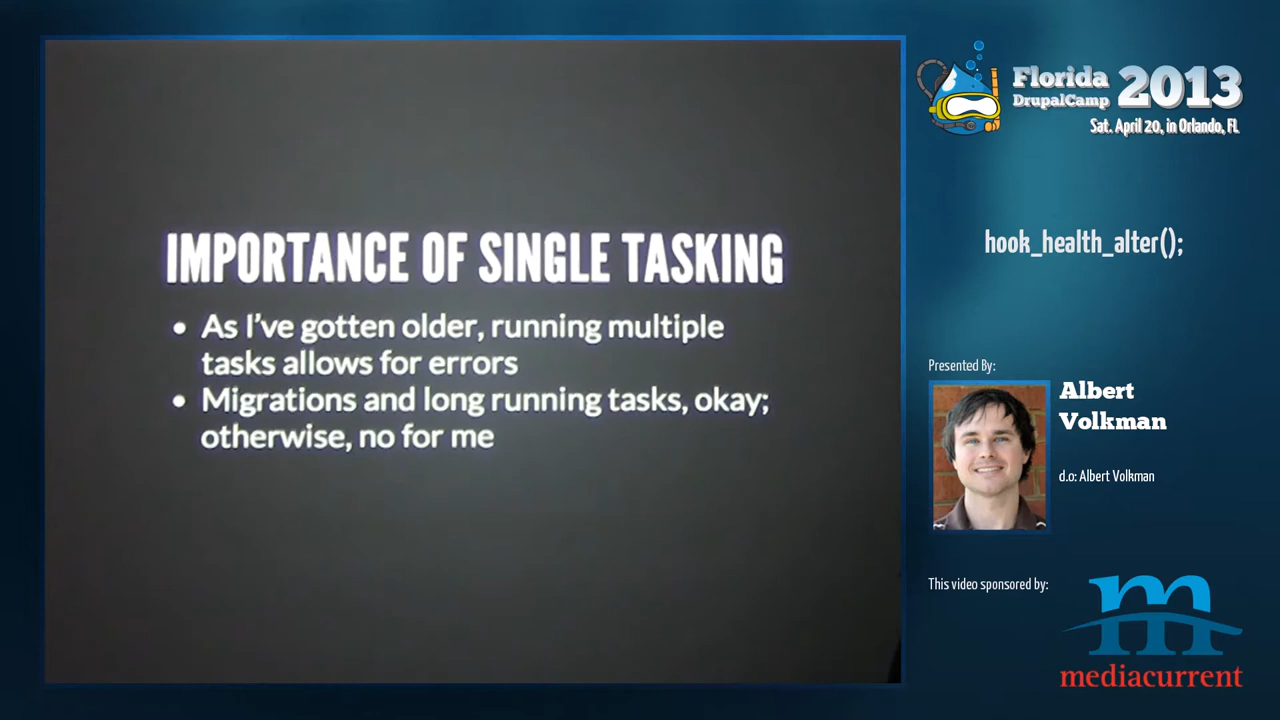 IMPORTANCE OF SINGLE TASKING
• As I've gotten older, running multiple
tasks allows for errors
• Migrations and long running tasks, okay;
otherwise, no for me
Florida
DrupalCamp
2013
Sat. April 20, in Orlando, FL
hook_health_alter();
Presented By:
Albert
Volkman
d.o: Albert Volkman
This video sponsored by:
m
mediacurrent